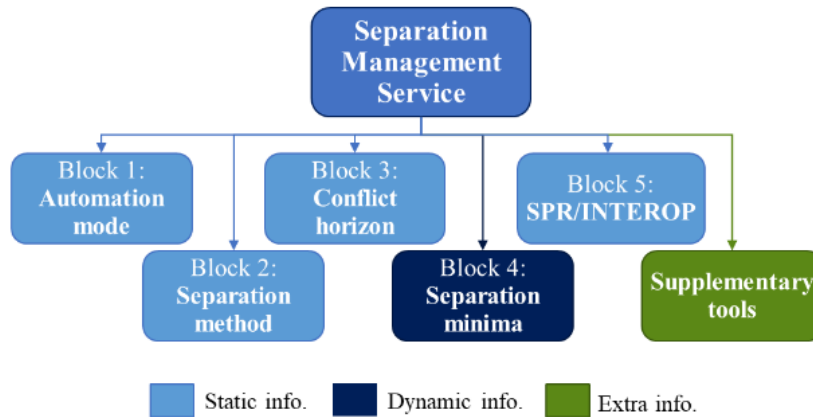 Separation
Management
Service
Block 1:
Automation
mode
Block 3:
Conflict
horizon
Block 5:
SPR/INTEROP
Block 2:
Separation
method
Block 4:
Separation
minima
Supplementary
tools
Static info.
Dynamic info.
Extra info.